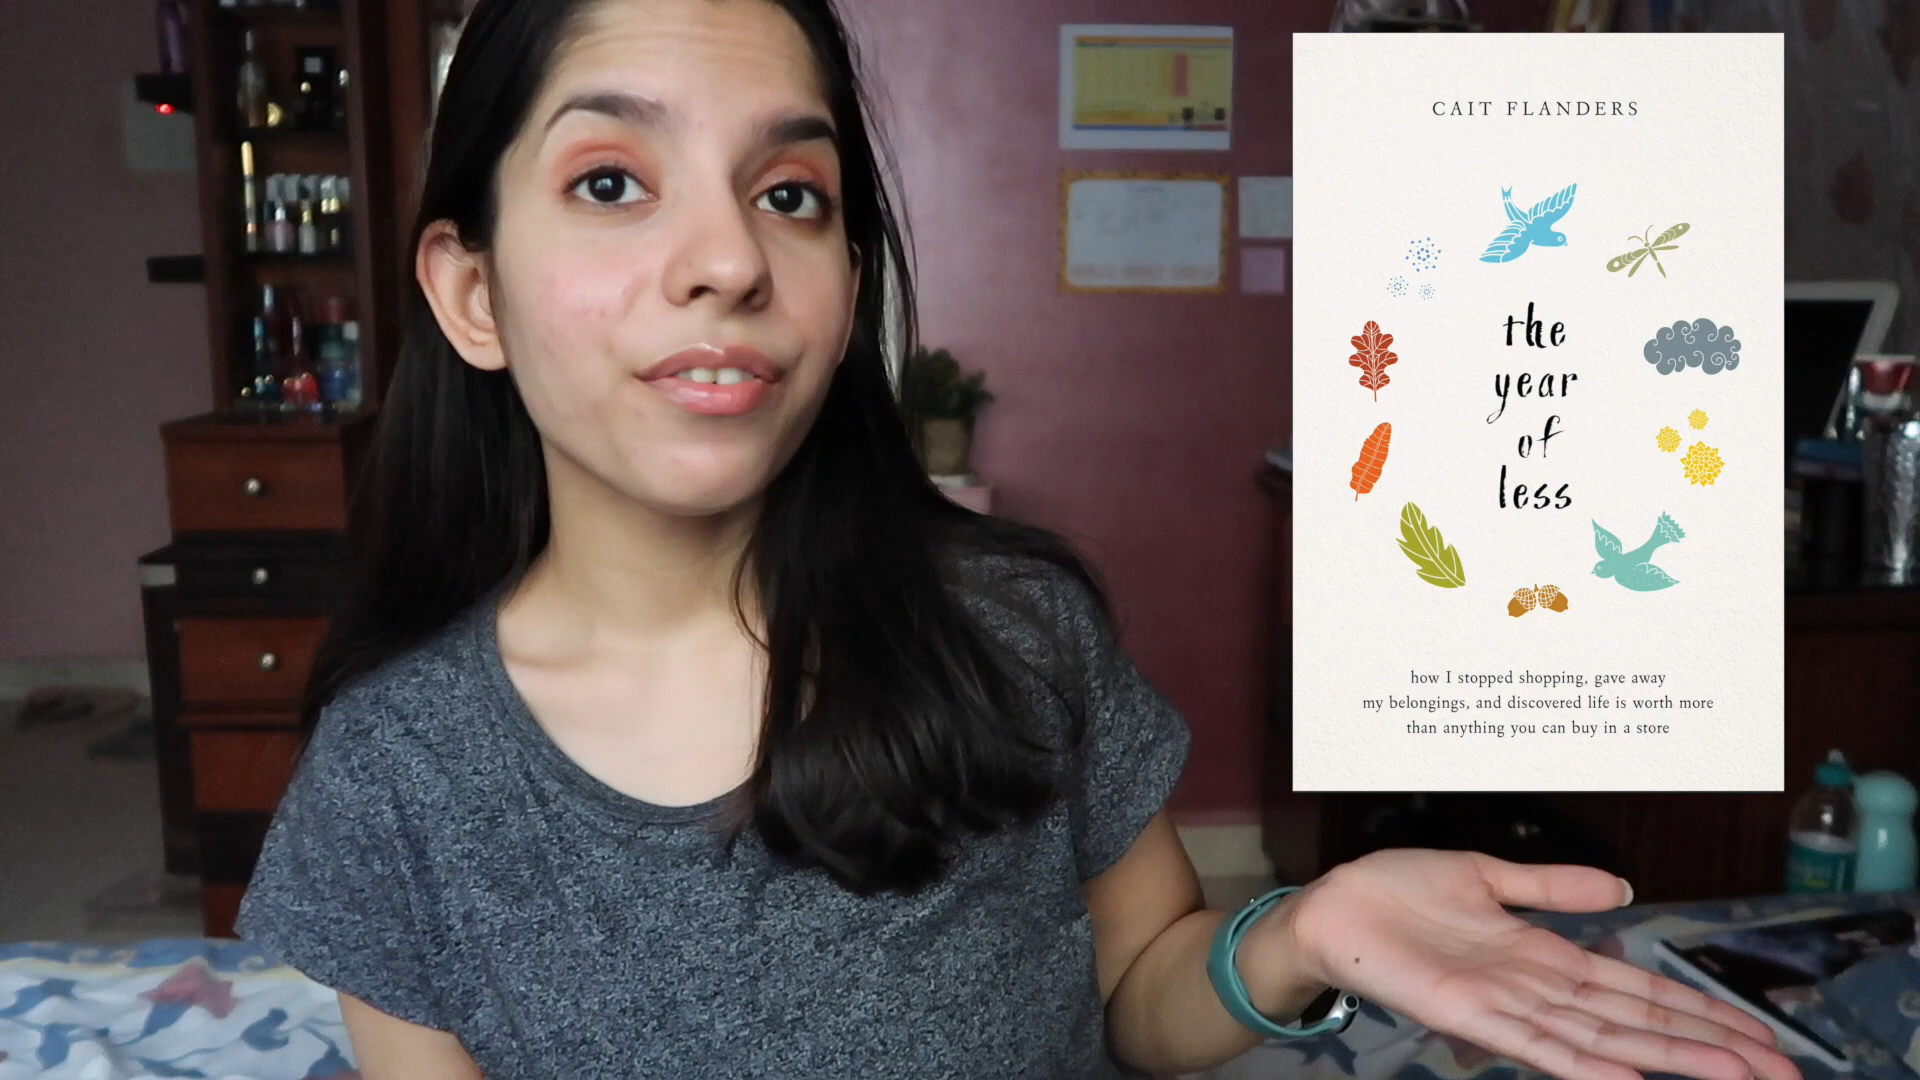 CAIT FLANDERS
the
year
of
less
how I stopped shopping, gave away
my belongings, and discovered life is worth more
than anything you can buy in a store